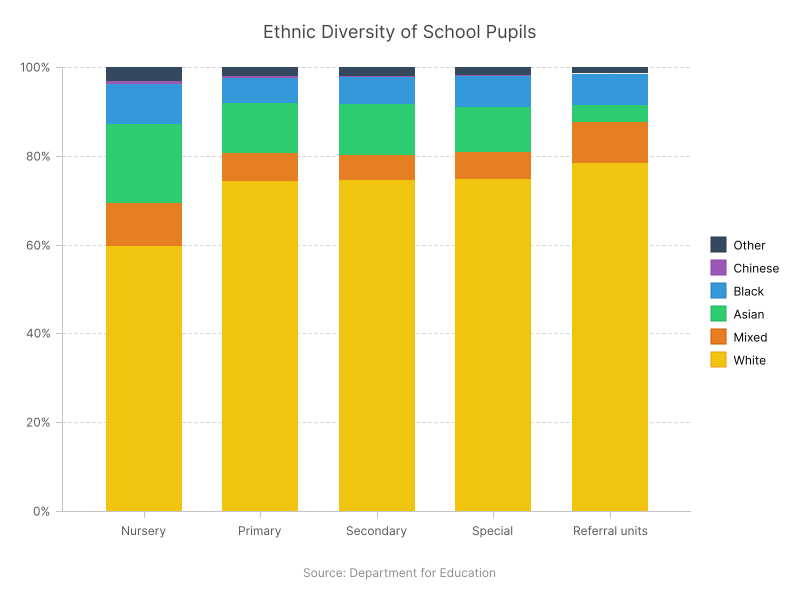 Ethnic Diversity of School Pupils
100%
80%
60%
40%
20%
0%
Nursery Primary Secondary Special Referral units
Other
Chinese
Black
Asian
Mixed
White
Source: Department for Education